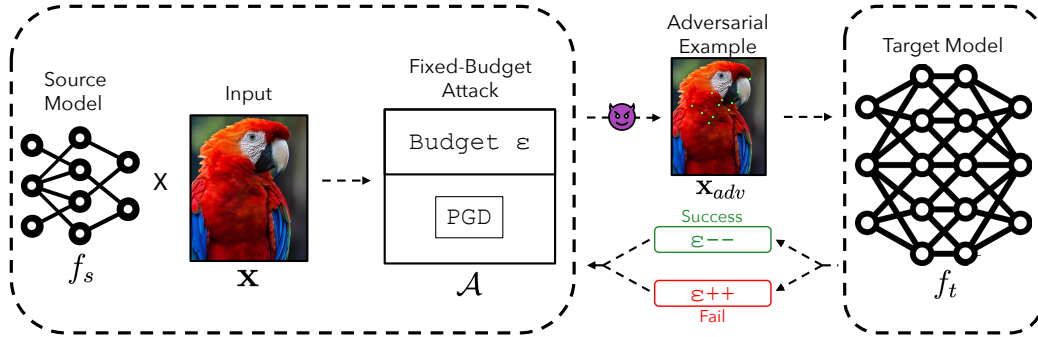 Source
Model
f_s
X
Input
x
Fixed-Budget
Attack
Budget ε
PGD
𝒜
Adversarial
Example
x_adv
Success
ε--
ε++
Fail
Target Model
f_t